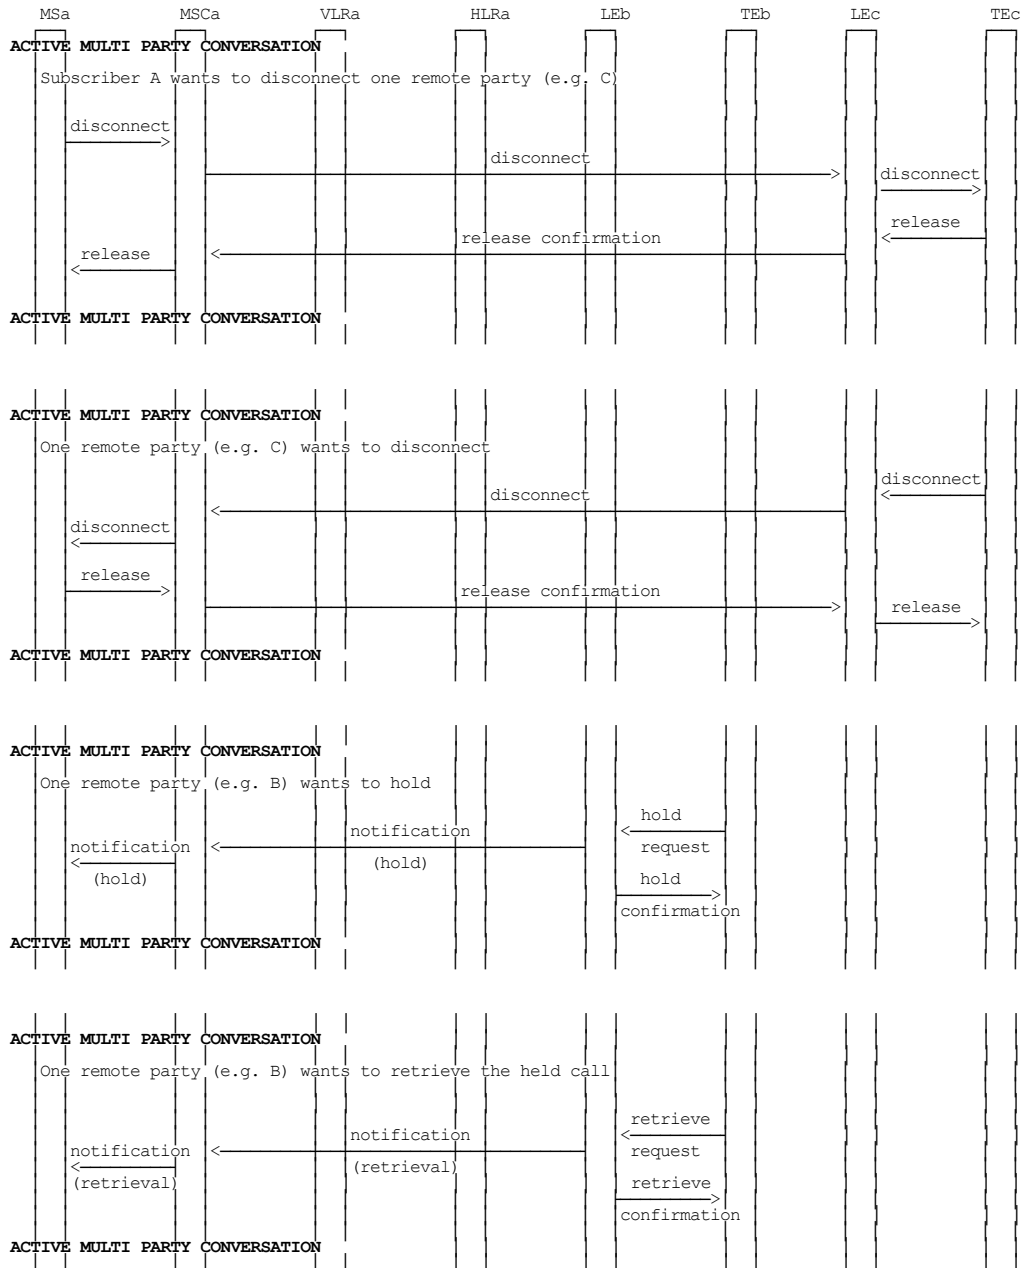 MSa MSCa VLRa HLRa LEb TEb LEc TEc
ACTIVE MULTI PARTY CONVERSATION
Subscriber A wants to disconnect one remote party (e.g. C)
disconnect
disconnect
disconnect
release
release confirmation
release
ACTIVE MULTI PARTY CONVERSATION
ACTIVE MULTI PARTY CONVERSATION
One remote party (e.g. C) wants to disconnect
disconnect
disconnect
disconnect
release
release confirmation
release
ACTIVE MULTI PARTY CONVERSATION
ACTIVE MULTI PARTY CONVERSATION
One remote party (e.g. B) wants to hold
hold
notification
notification request
(hold)
(hold) hold
confirmation
ACTIVE MULTI PARTY CONVERSATION
ACTIVE MULTI PARTY CONVERSATION
One remote party (e.g. B) wants to retrieve the held call
retrieve
notification
notification request
(retrieval)
(retrieval) retrieve
confirmation
ACTIVE MULTI PARTY CONVERSATION